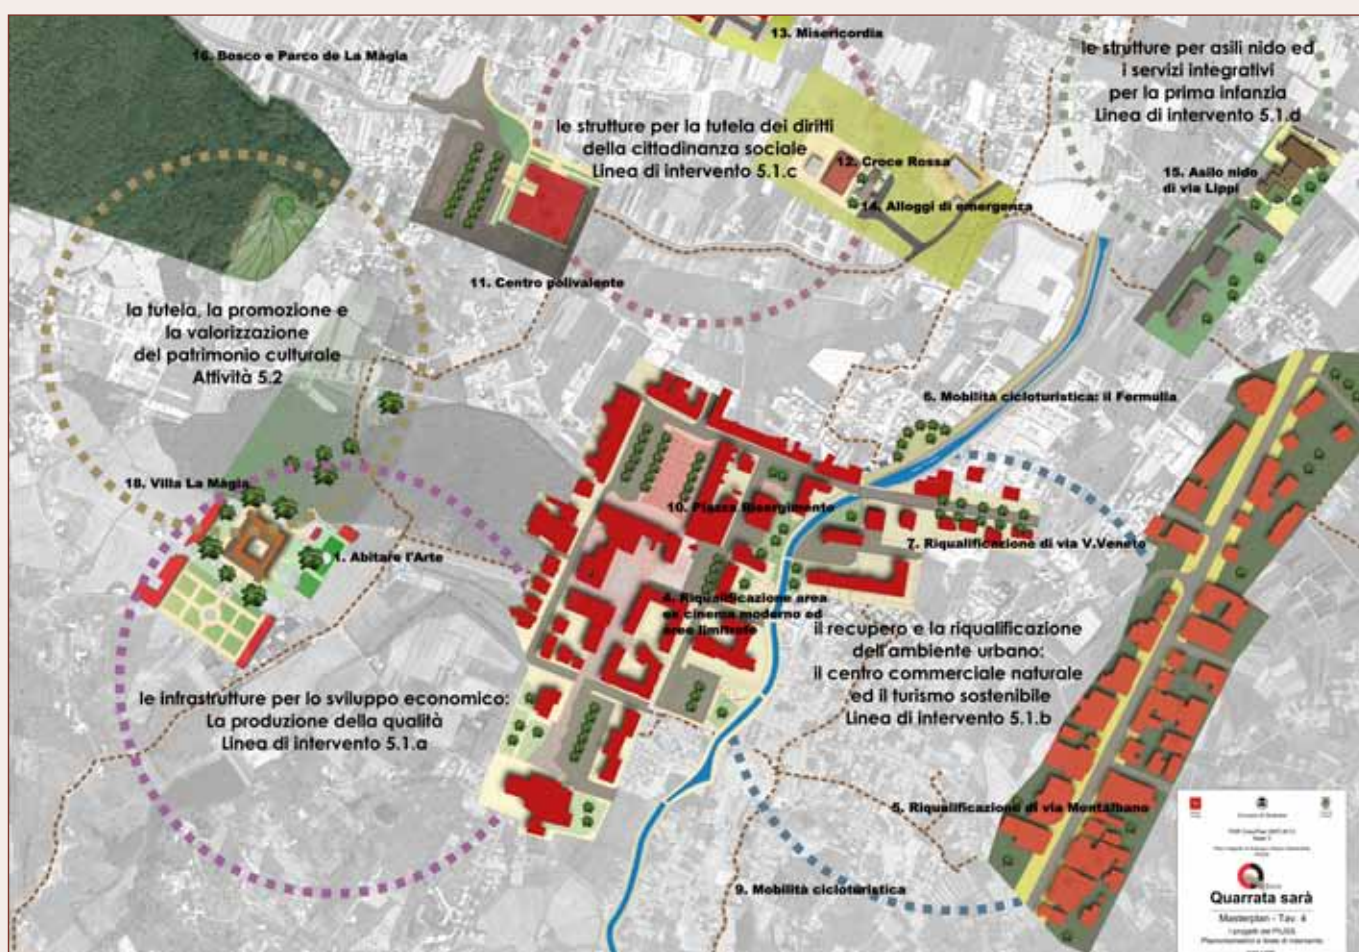 13. Misericordia
16. Bosco e Parco de La Màgia
le strutture per asili nido ed
i servizi integrativi
per la prima infanzia
Linea di intervento 5.1.d
le strutture per la tutela dei diritti
della cittadinanza sociale
Linea di intervento 5.1.c
12. Croce Rossa
15. Asilo nido
di via Lippi
14. Alloggi di emergenza
11. Centro polivalente
la tutela, la promozione e
la valorizzazione
del patrimonio culturale
Attività 5.2
6. Mobilità cicloturistica: il Fermulla
18. Villa La Màgia
10. Piazza Risorgimento
7. Riqualificazione di via V.Veneto
1. Abitare l'Arte
4. Riqualificazione area
ex cinema moderno ed
aree limitrofe
il recupero e la riqualificazione
dell'ambiente urbano:
il centro commerciale naturale
ed il turismo sostenibile
Linea di intervento 5.1.b
le infrastrutture per lo sviluppo economico:
La produzione della qualità
Linea di intervento 5.1.a
5. Riqualificazione di via Montalbano
9. Mobilità cicloturistica
Quarrata sarà
Masterplan - Tav. 4
I progetti del PIUSS